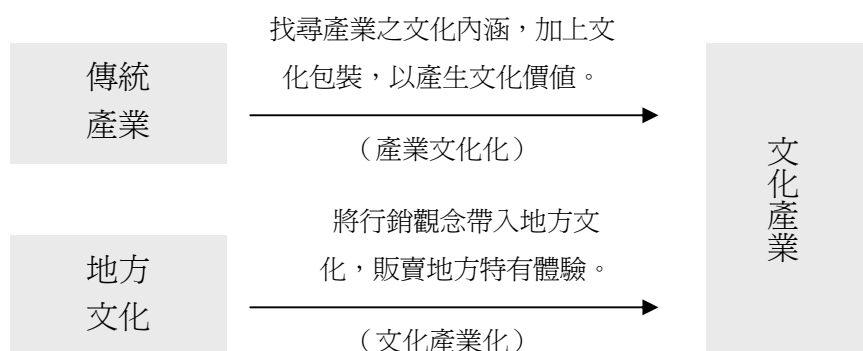 找尋產業之文化內涵，加上文
化包裝，以產生文化價值。
傳統
產業
（產業文化化）
將行銷觀念帶入地方文
化，販賣地方特有體驗。
地方
文化
（文化產業化）
文化產業